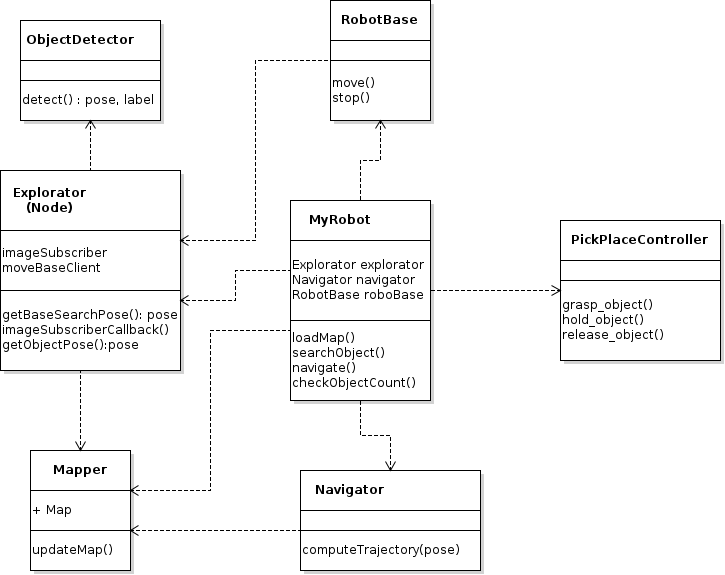 ObjectDetector
detect() : pose, label
RobotBase
move()
stop()
Explorator
(Node)
imageSubscriber
moveBaseClient
getBaseSearchPose(): pose
imageSubscriberCallback()
getObjectPose():pose
MyRobot
Explorator explorator
Navigator navigator
RobotBase roboBase
loadMap()
searchObject()
navigate()
checkObjectCount()
PickPlaceController
grasp_object()
hold_object()
release_object()
Mapper
+ Map
updateMap()
Navigator
computeTrajectory(pose)